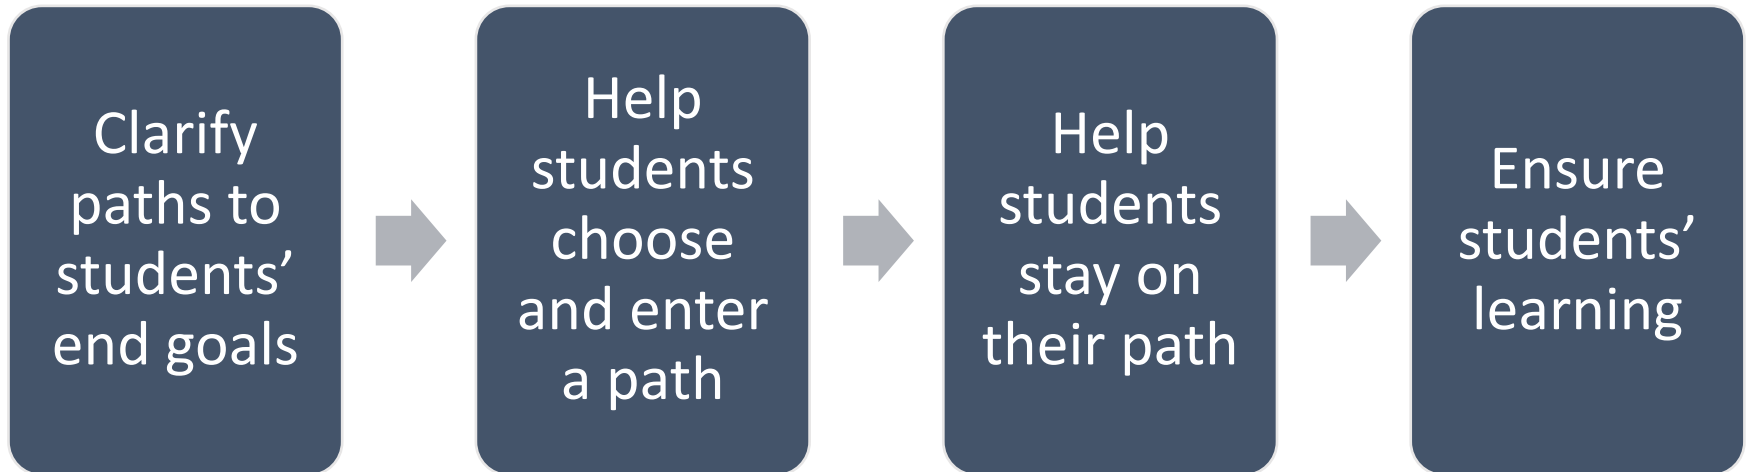 Clarify
paths to
students’
end goals
Help
students
choose
and enter
a path
Help
students
stay on
their path
Ensure
students’
learning